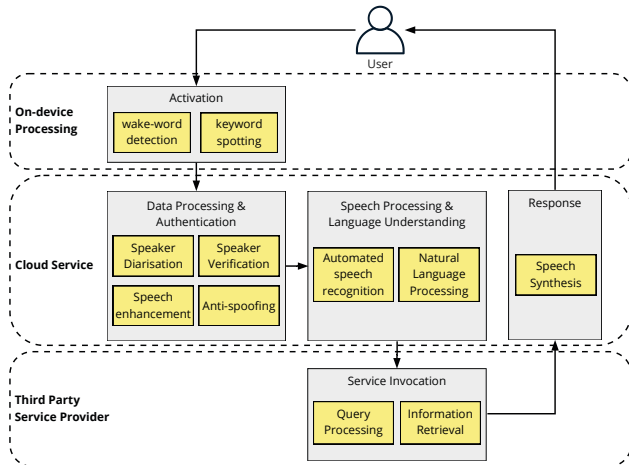 User
On-device
Processing
Activation
wake-word
detection
keyword
spotting
Cloud Service
Data Processing &
Authentication
Speaker
Diarisation
Speaker
Verification
Speech
enhancement
Anti-spoofing
Speech Processing &
Language Understanding
Automated
speech
recognition
Natural
Language
Processing
Response
Speech
Synthesis
Third Party
Service Provider
Service Invocation
Query
Processing
Information
Retrieval